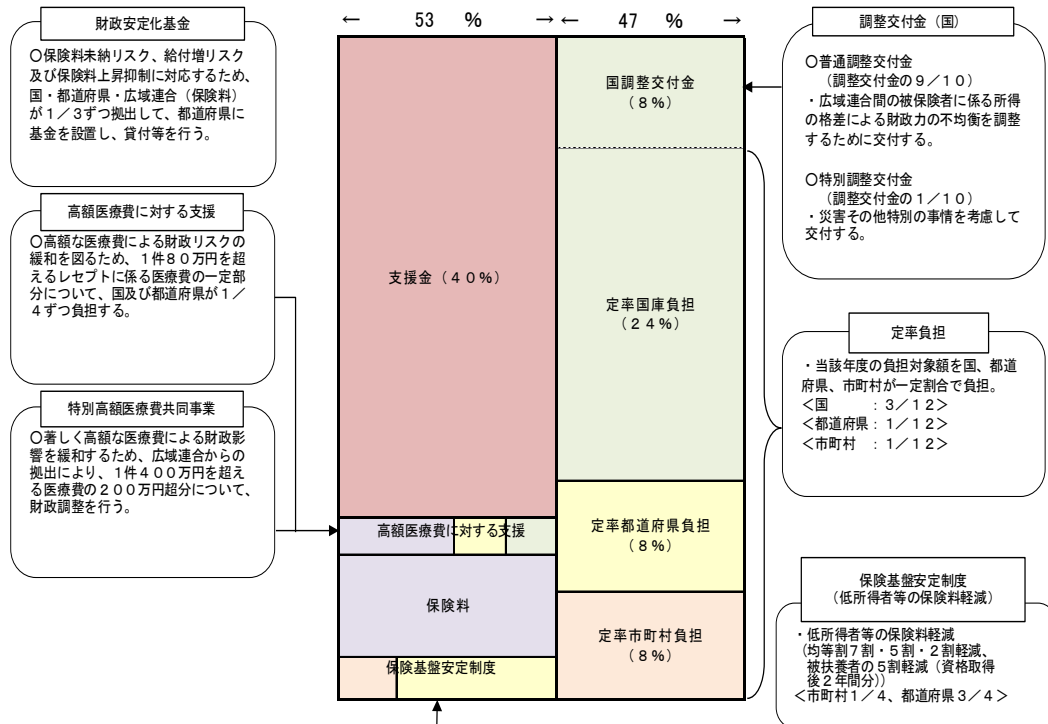 ← 53 % →
← 47 % →
財政安定化基金
○保険料未納リスク、給付増リスク
及び保険料上昇抑制に対応するため、
国・都道府県・広域連合（保険料）
が１／３ずつ拠出して、都道府県に
基金を設置し、貸付等を行う。
高額医療費に対する支援
○高額な医療費による財政リスクの
緩和を図るため、１件８０万円を超
えるレセプトに係る医療費の一定部
分について、国及び都道府県が１／
４ずつ負担する。
特別高額医療費共同事業
○著しく高額な医療費による財政影
響を緩和するため、広域連合からの
拠出により、１件４００万円を超え
る医療費の２００万円超分について、
財政調整を行う。
支援金（４０％）
高額医療費に対する支援
保険料
保険基盤安定制度
国調整交付金
（８％）
定率国庫負担
（２４％）
定率都道府県負担
（８％）
定率市町村負担
（８％）
調整交付金（国）
○普通調整交付金
（調整交付金の９／１０）
・広域連合間の被保険者に係る所得
の格差による財政力の不均衡を調整
するために交付する。
○特別調整交付金
（調整交付金の１／１０）
・災害その他特別の事情を考慮して
交付する。
定率負担
・当該年度の負担対象額を国、都道
府県、市町村が一定割合で負担。
＜国　　　：３／１２＞
＜都道府県：１／１２＞
＜市町村　：１／１２＞
保険基盤安定制度
（低所得者等の保険料軽減）
・低所得者等の保険料軽減
（均等割７割・５割・２割軽減、
被扶養者の５割軽減（資格取得
後２年間分））
＜市町村１／４、都道府県３／４＞